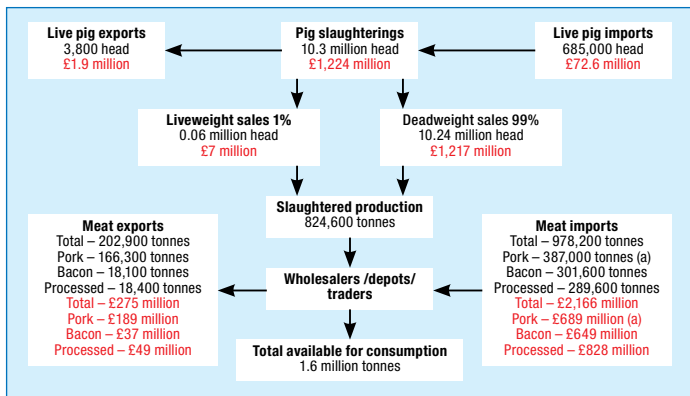 Live pig exports
3,800 head
£1.9 million
Pig slaughterings
10.3 million head
£1,224 million
Live pig imports
685,000 head
£72.6 million
Liveweight sales 1%
0.06 million head
£7 million
Deadweight sales 99%
10.24 million head
£1,217 million
Slaughtered production
824,600 tonnes
Meat exports
Total – 202,900 tonnes
Pork – 166,300 tonnes
Bacon – 18,100 tonnes
Processed – 18,400 tonnes
Total – £275 million
Pork – £189 million
Bacon – £37 million
Processed – £49 million
Wholesalers /depots/
traders
Meat imports
Total – 978,200 tonnes
Pork – 387,000 tonnes (a)
Bacon – 301,600 tonnes
Processed – 289,600 tonnes
Total – £2,166 million
Pork – £689 million (a)
Bacon – £649 million
Processed – £828 million
Total available for consumption
1.6 million tonnes